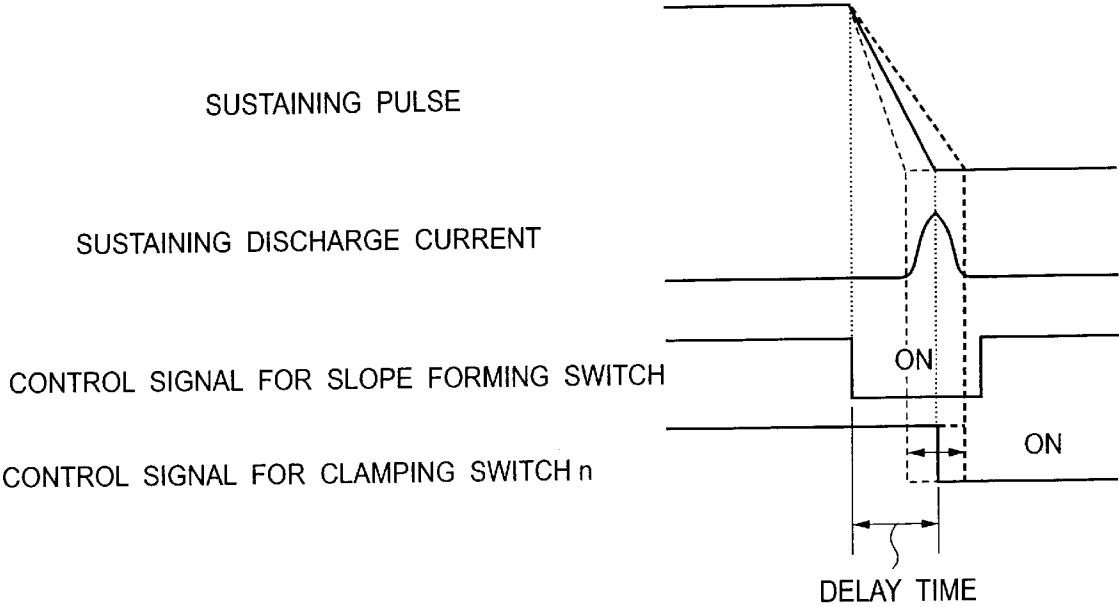 SUSTAINING PULSE
SUSTAINING DISCHARGE CURRENT
ON
CONTROL SIGNAL FOR SLOPE FORMING SWITCH
ON
CONTROL SIGNAL FOR CLAMPING SWITCH n
DELAY TIME